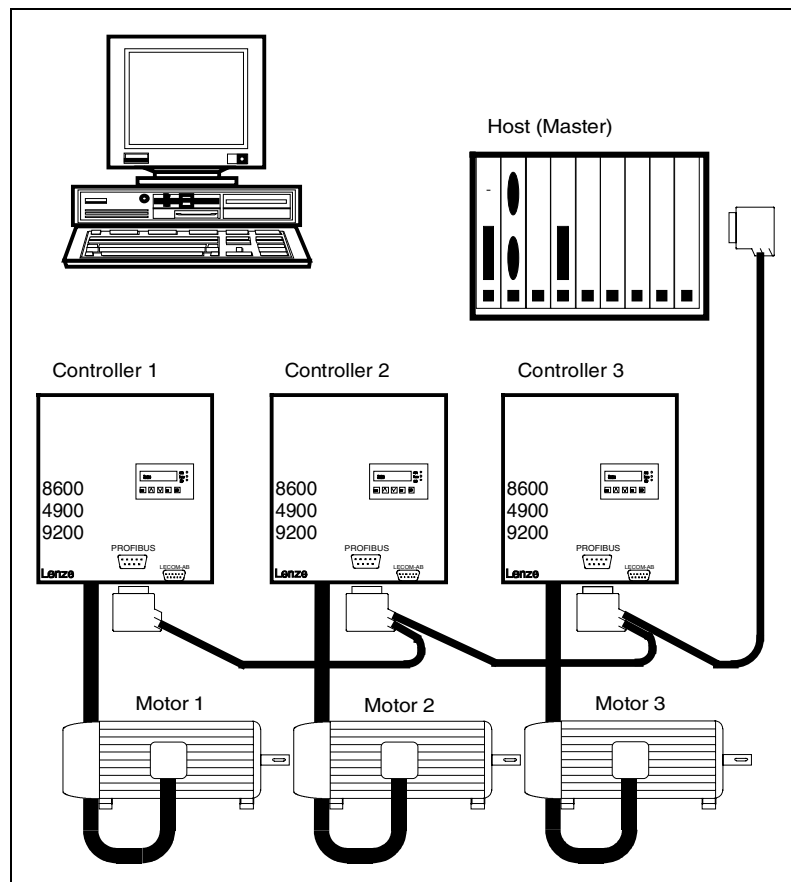 Host (Master)
Controller 1
Controller 2
Controller 3
8600
4900
9200
PROFIBUS
LECOM-AB
Lenze
8600
4900
9200
PROFIBUS
LECOM-AB
Lenze
8600
4900
9200
PROFIBUS
LECOM-AB
Lenze
Motor 1
Motor 2
Motor 3